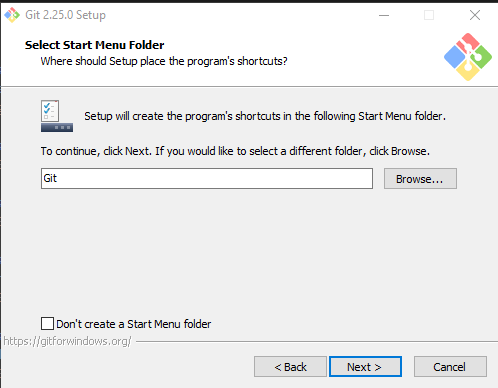 Git 2.25.0 Setup
Select Start Menu Folder
Where should Setup place the program's shortcuts?
Setup will create the program's shortcuts in the following Start Menu folder.
To continue, click Next. If you would like to select a different folder, click Browse.
Git
Browse...
Don't create a Start Menu folder
https://gitforwindows.org/
< Back
Next >
Cancel